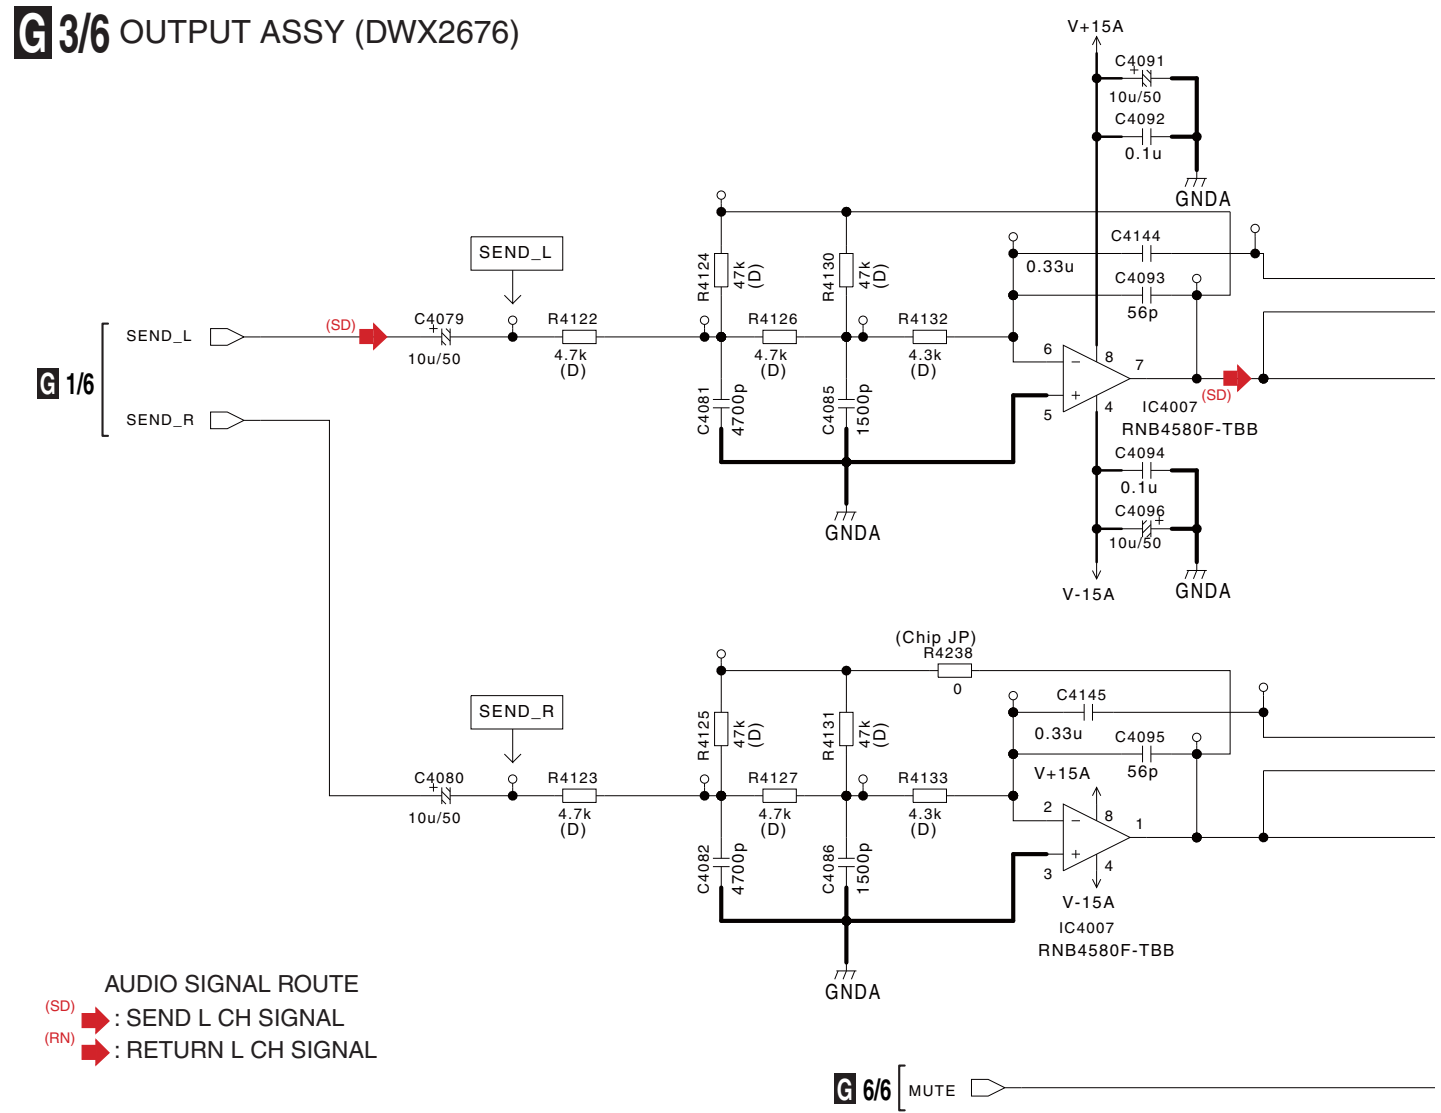 G 3/6 OUTPUT ASSY (DWX2676)
V+15A
C4091
+
10u/50
C4092
0.1u
GNDA
SEND_L
R4124
47k
(D)
R4130
47k
(D)
0.33u
C4144
C4093
56p
G 1/6
SEND_L
(SD)
C4079
+
10u/50
R4122
4.7k
(D)
R4126
4.7k
(D)
R4132
4.3k
(D)
6
−
8
7
+
5
4
(SD)
IC4007
RNB4580F-TBB
SEND_R
C4081
4700p
C4085
1500p
GNDA
C4094
0.1u
C4096
+
10u/50
V-15A
GNDA
(Chip JP)
R4238
0
SEND_R
R4125
47k
(D)
R4131
47k
(D)
C4145
0.33u
C4095
56p
V+15A
C4080
+
10u/50
R4123
4.7k
(D)
R4127
4.7k
(D)
R4133
4.3k
(D)
2
−
8
1
+
3
4
V-15A
IC4007
RNB4580F-TBB
C4082
4700p
C4086
1500p
GNDA
AUDIO SIGNAL ROUTE
(SD) : SEND L CH SIGNAL
(RN) : RETURN L CH SIGNAL
G 6/6 MUTE